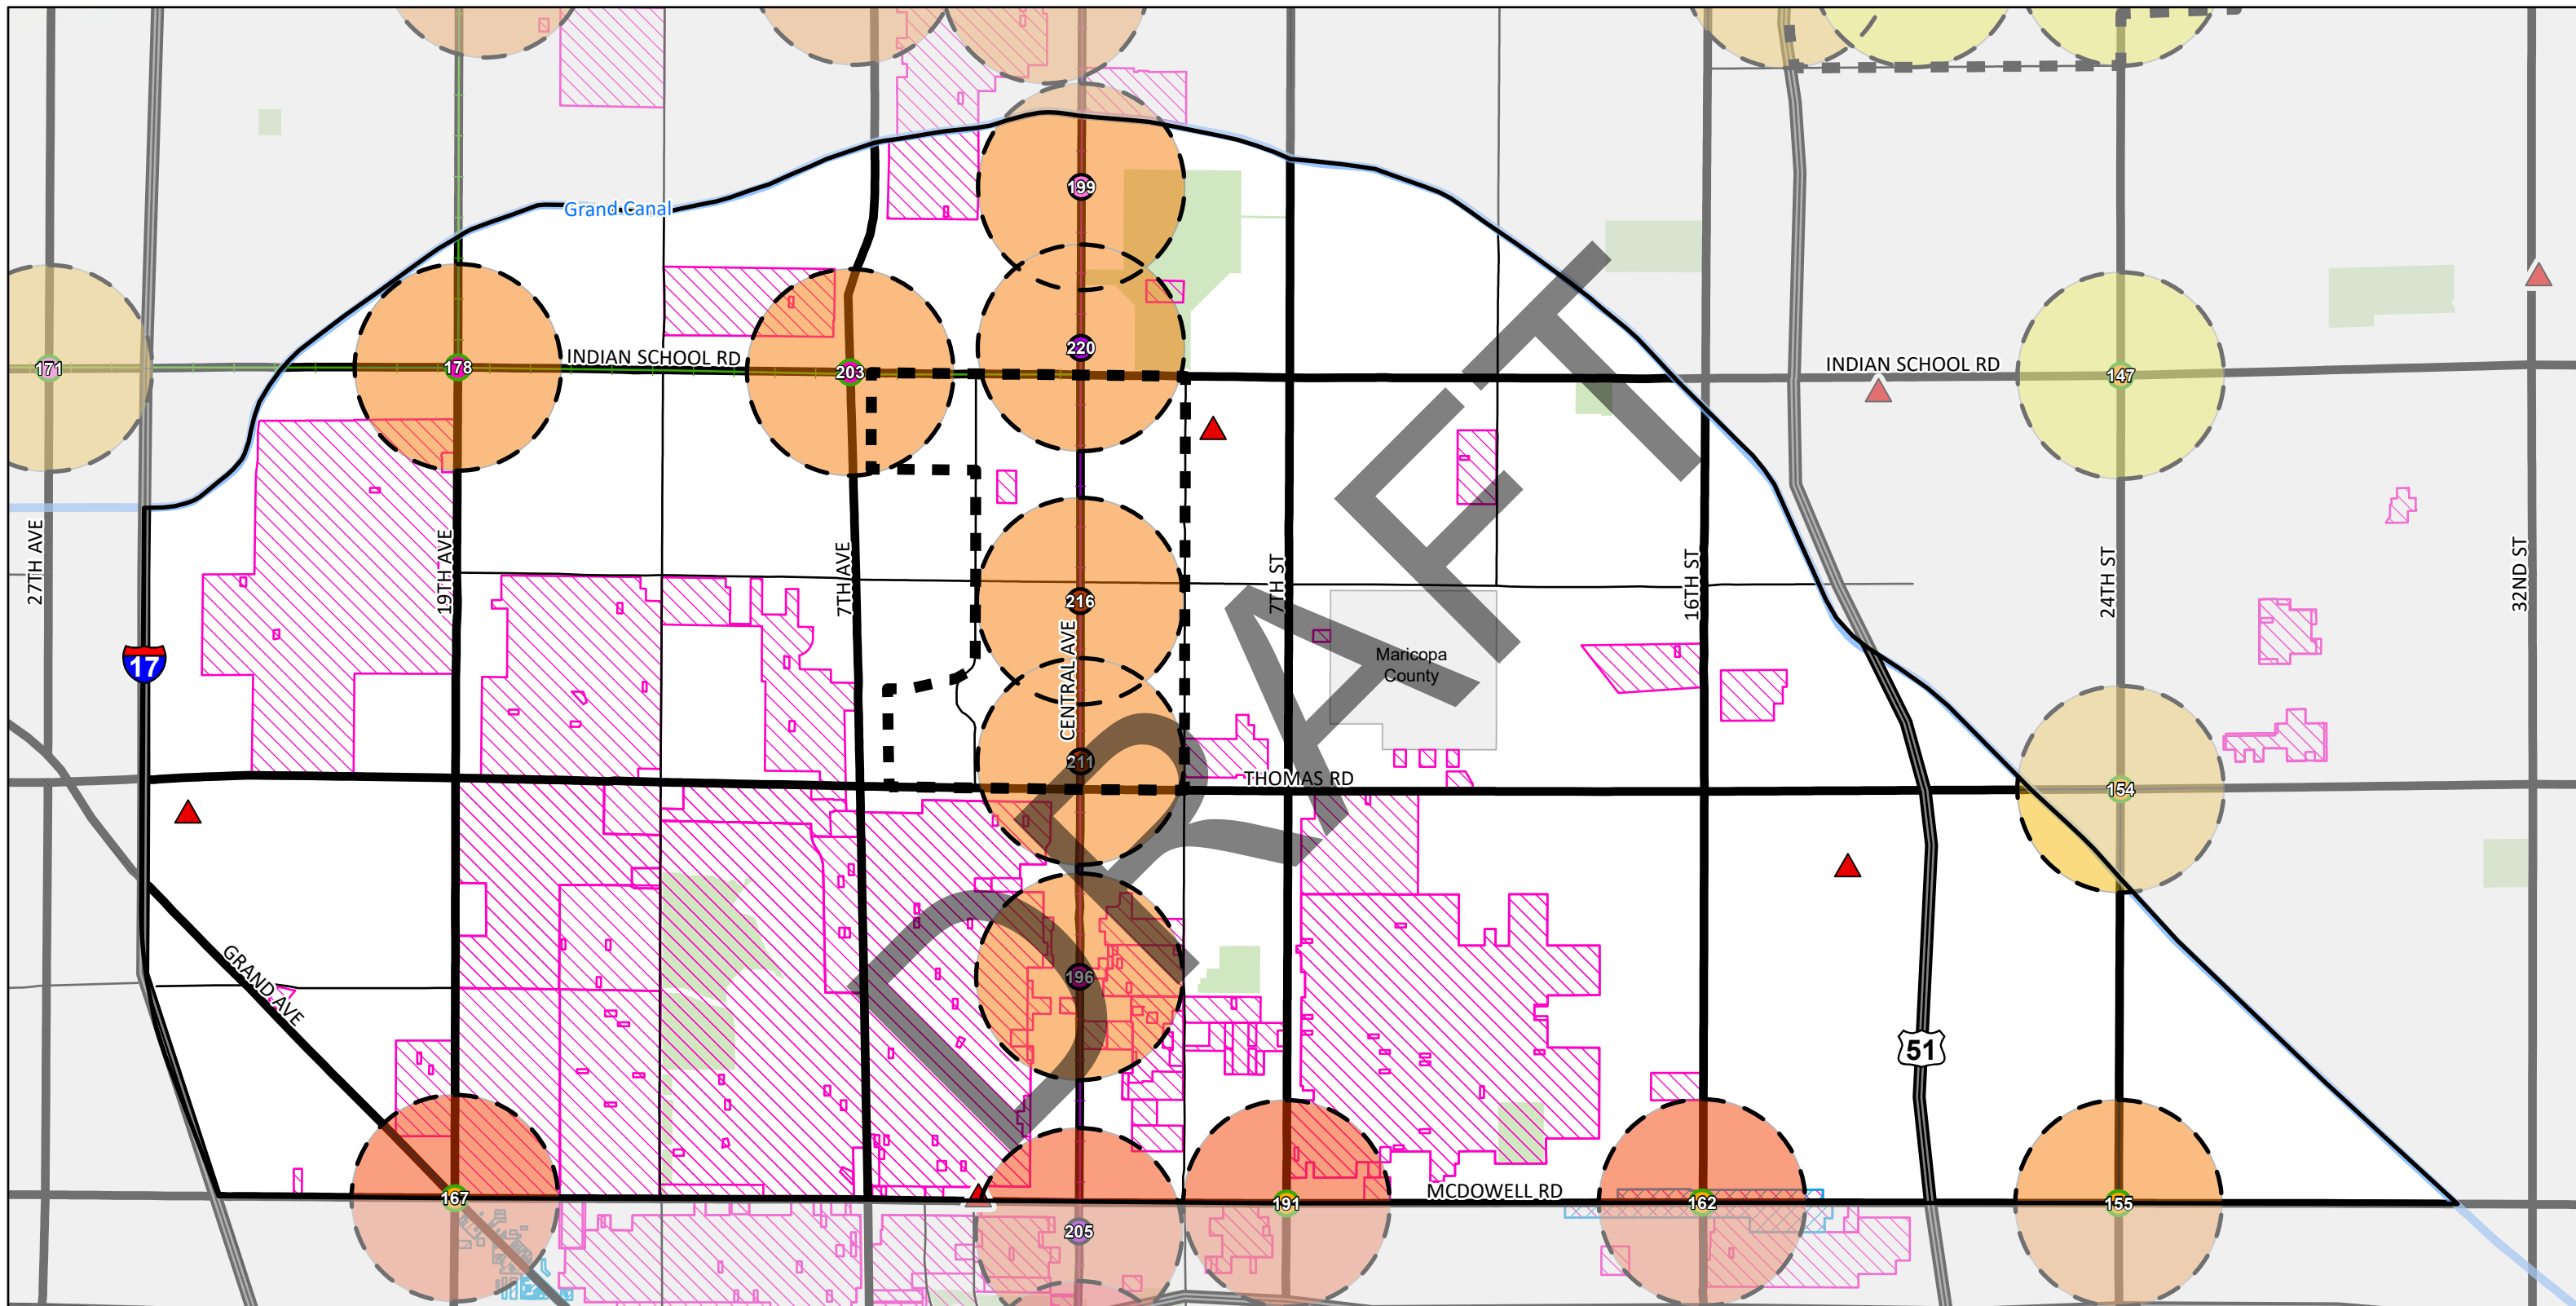 199
Grand Canal
220
171
178
INDIAN SCHOOL RD
203
INDIAN SCHOOL RD
147
27TH AVE
19TH AVE
7TH AVE
CENTRAL AVE
7TH ST
16TH ST
24TH ST
32ND ST
216
17
Maricopa
County
211
THOMAS RD
154
DRAFT
GRAND AVE
196
51
MCDOWELL RD
167
191
162
155
205